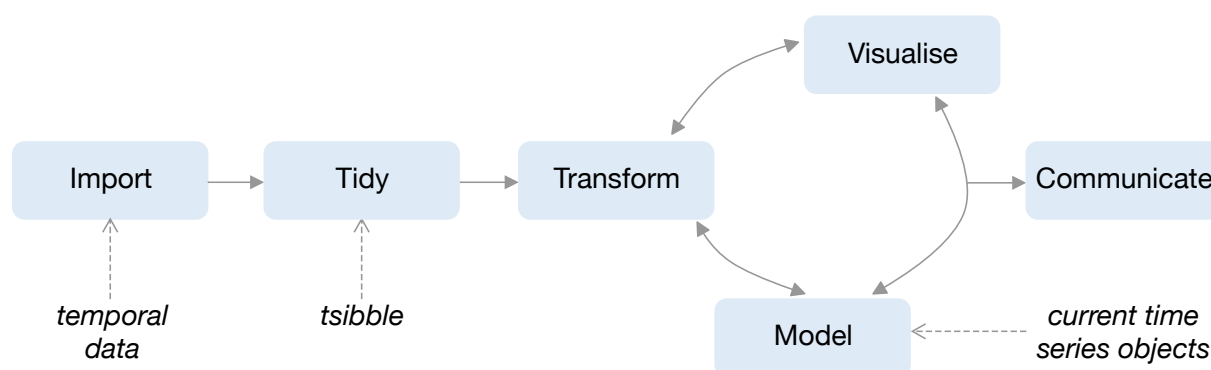 Visualise
Import
Tidy
Transform
Communicate
temporal
data
tsibble
Model
current time
series objects